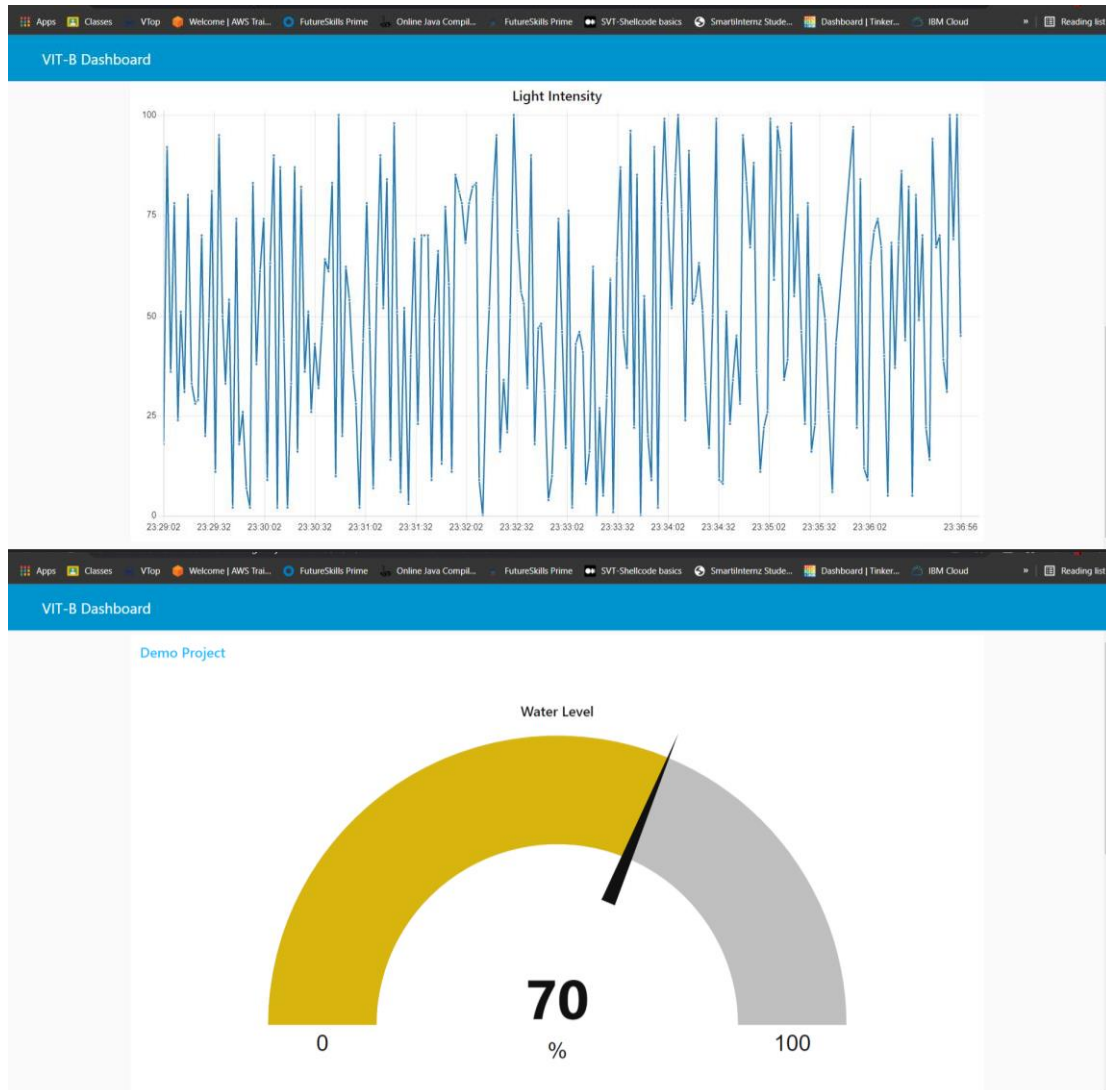 Apps Classes VTop Welcome | AWS Trai... FutureSkills Prime Online Java Compil... FutureSkills Prime SVT-Shellcode basics SmartiInternz Stude... Dashboard | Tinker... IBM Cloud » Reading list
VIT-B Dashboard
Light Intensity
100
75
50
25
0
23:29:02 23:29:32 23:30:02 23:30:32 23:31:02 23:31:32 23:32:02 23:32:32 23:33:02 23:33:32 23:34:02 23:34:32 23:35:02 23:35:32 23:36:02 23:36:56
Apps Classes VTop Welcome | AWS Trai... FutureSkills Prime Online Java Compil... FutureSkills Prime SVT-Shellcode basics SmartiInternz Stude... Dashboard | Tinker... IBM Cloud » Reading list
VIT-B Dashboard
Demo Project
Water Level
70
0 % 100